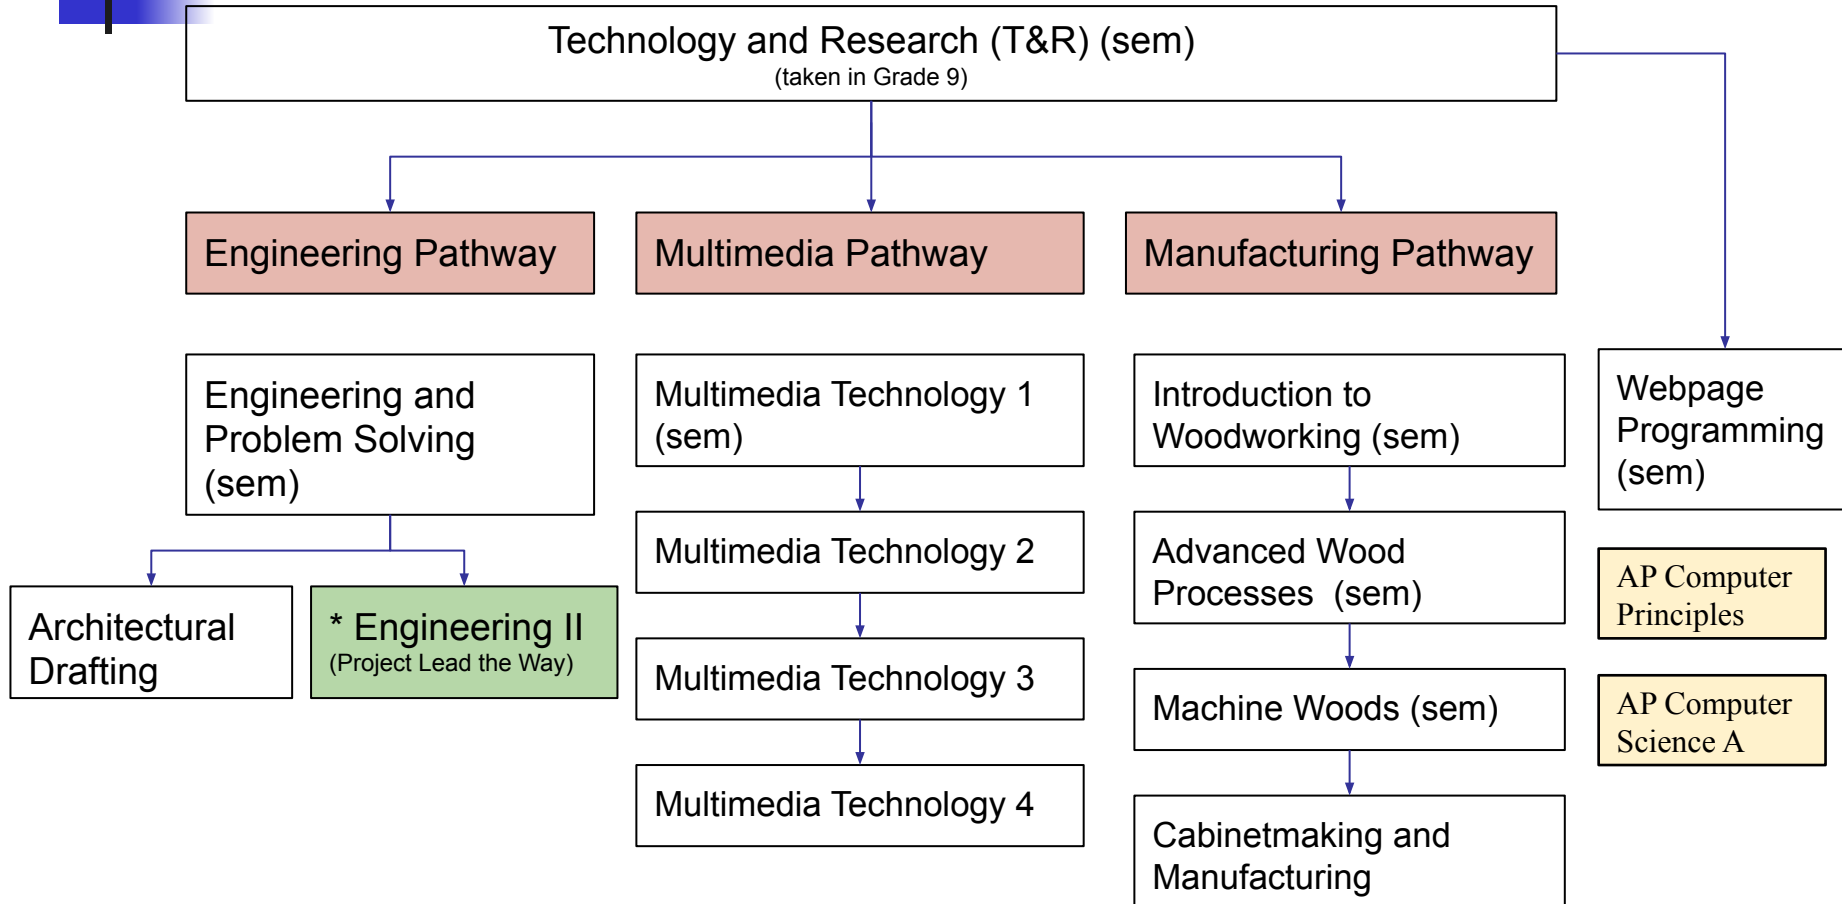 Technology and Research (T&R) (sem)
(taken in Grade 9)
Engineering Pathway
Multimedia Pathway
Manufacturing Pathway
Engineering and
Problem Solving
(sem)
Architectural
Drafting
* Engineering II
(Project Lead the Way)
Multimedia Technology 1
(sem)
Multimedia Technology 2
Multimedia Technology 3
Multimedia Technology 4
Introduction to
Woodworking (sem)
Advanced Wood
Processes  (sem)
Machine Woods (sem)
Cabinetmaking and
Manufacturing
Webpage
Programming
(sem)
AP Computer
Principles
AP Computer
Science A